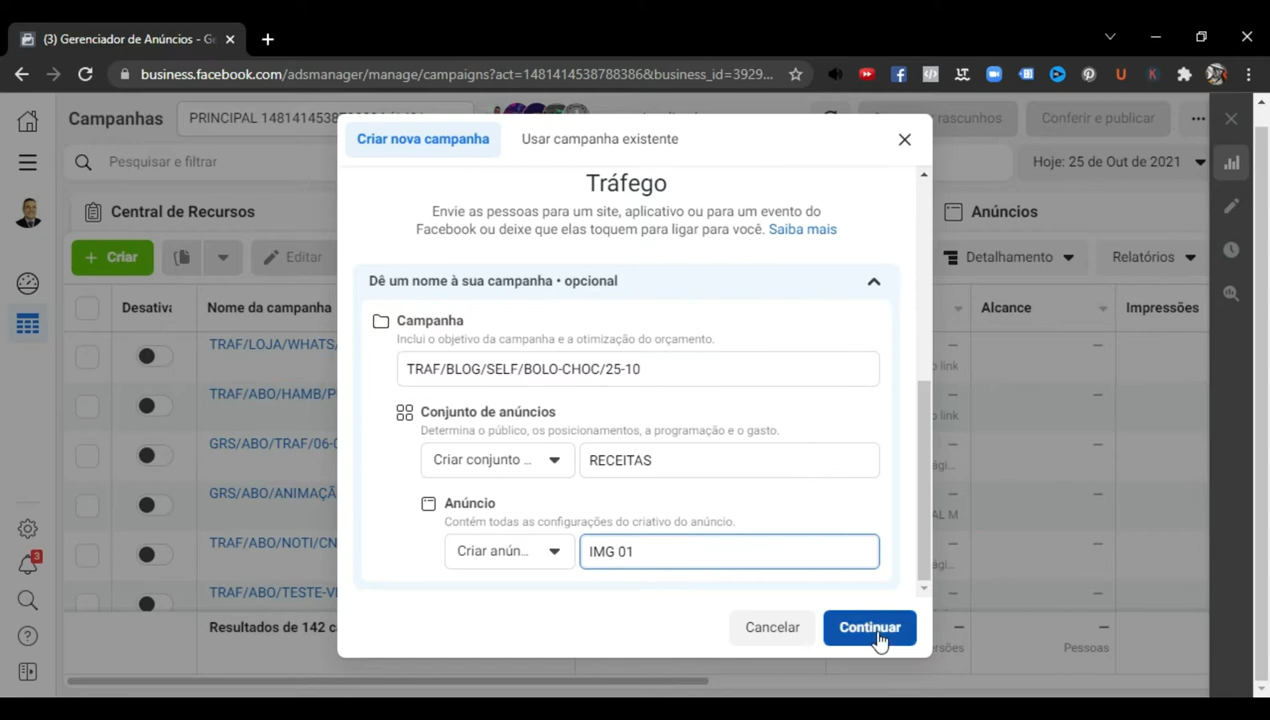 (3) Gerenciador de Anúncios - Ge
business.facebook.com/adsmanager/manage/campaigns?act=1481414538788386&business_id=3929...
Campanhas
PRINCIPAL
rascunhos
Conferir e publicar
Pesquisar e filtrar
Hoje: 25 de Out de 2021
Central de Recursos
Anúncios
+ Criar
Editar
Detalhamento
Relatórios
Desativa
Nome da campanha
Alcance
Impressões
TRAF/LOJA/WHATS/
TRAF/ABO/HAMB/P
GRS/ABO/TRAF/06-
GRS/ABO/ANIMAÇÃ
TRAF/ABO/NOTI/CN
TRAF/ABO/TESTE-V
Resultados de 142 ca
Pessoas
3
Criar nova campanha
Usar campanha existente
Tráfego
Envie as pessoas para um site, aplicativo ou para um evento do
Facebook ou deixe que elas toquem para ligar para você. Saiba mais
Dê um nome à sua campanha • opcional
Campanha
Inclui o objetivo da campanha e a otimização do orçamento.
TRAF/BLOG/SELF/BOLO-CHOC/25-10
Conjunto de anúncios
Determina o público, os posicionamentos, a programação e o gasto.
Criar conjunto ...
RECEITAS
Anúncio
Contém todas as configurações do criativo do anúncio.
Criar anún...
IMG 01
Cancelar
Continuar